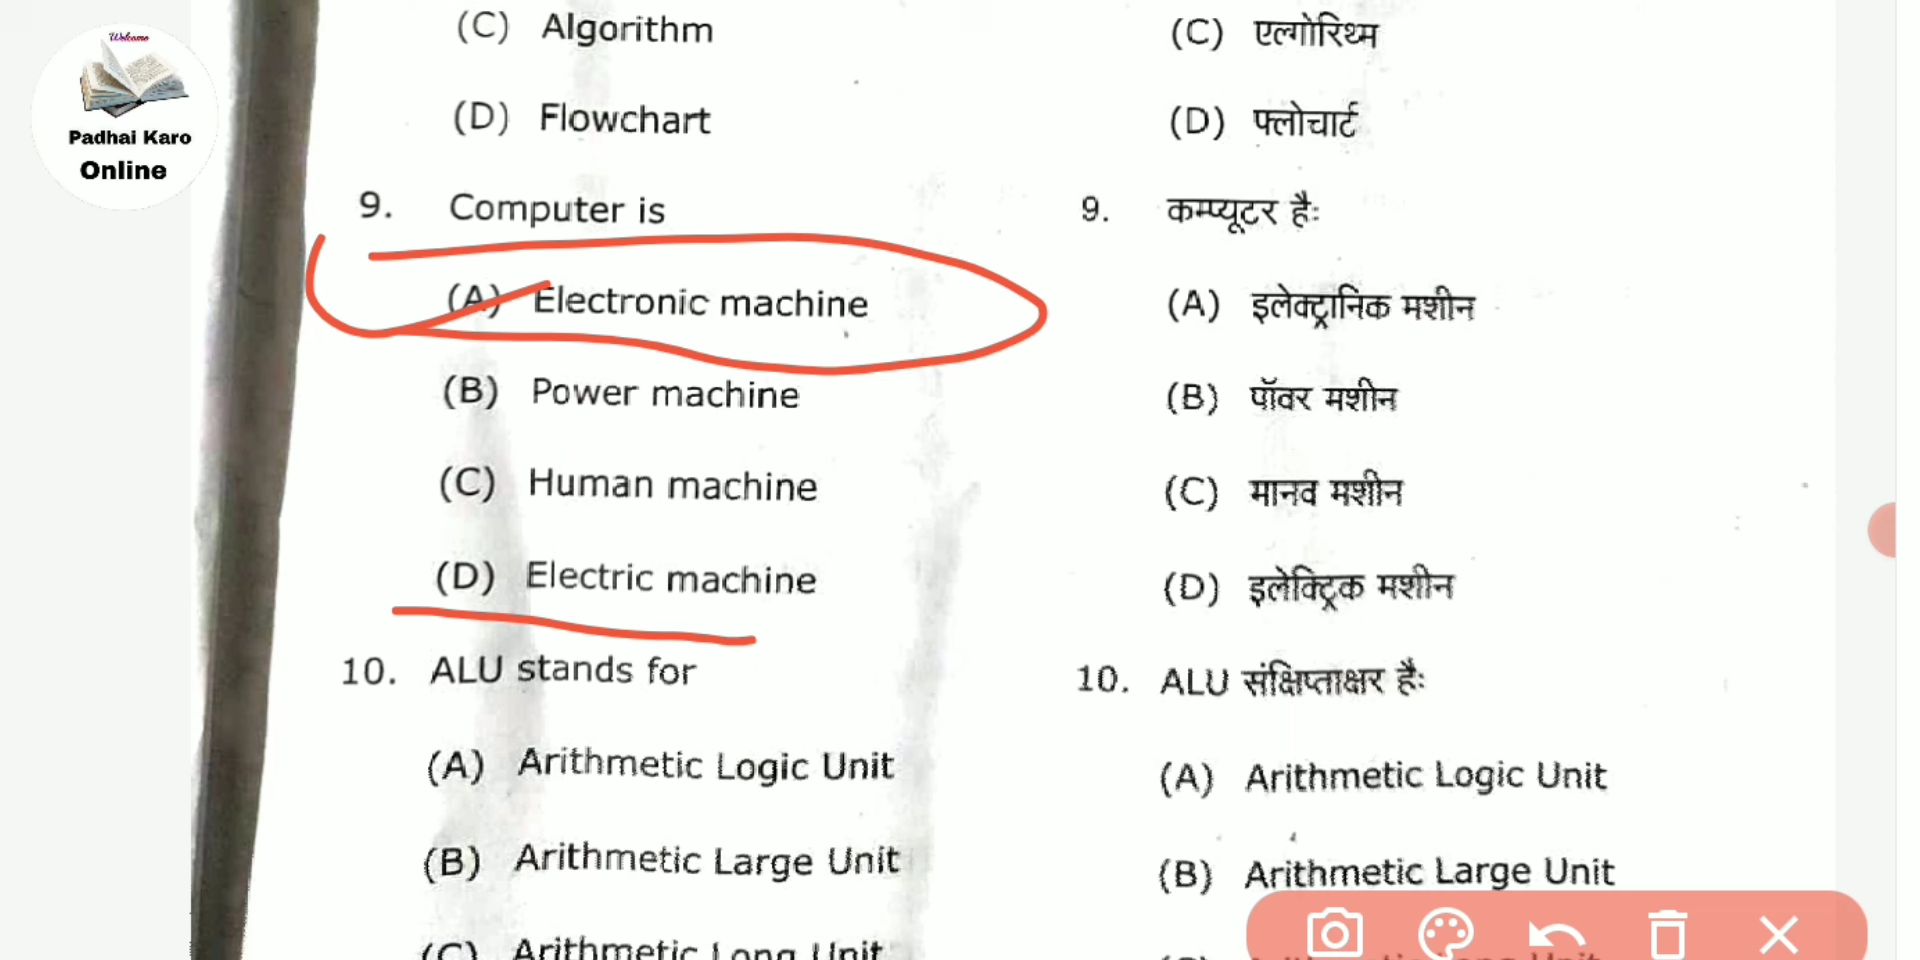 Welcome
Padhai Karo
Online
(C) Algorithm
(D) Flowchart
9. Computer is
(A) Electronic machine
(B) Power machine
(C) Human machine
(D) Electric machine
10. ALU stands for
(A) Arithmetic Logic Unit
(B) Arithmetic Large Unit
(C) Arithmetic Long Unit
(C) एल्गोरिथ्म
(D) फ्लोचार्ट
9. कम्प्यूटर हैः
(A) इलेक्ट्रानिक मशीन
(B) पॉवर मशीन
(C) मानव मशीन
(D) इलेक्ट्रिक मशीन
10. ALU संक्षिप्ताक्षर हैः
(A) Arithmetic Logic Unit
(B) Arithmetic Large Unit